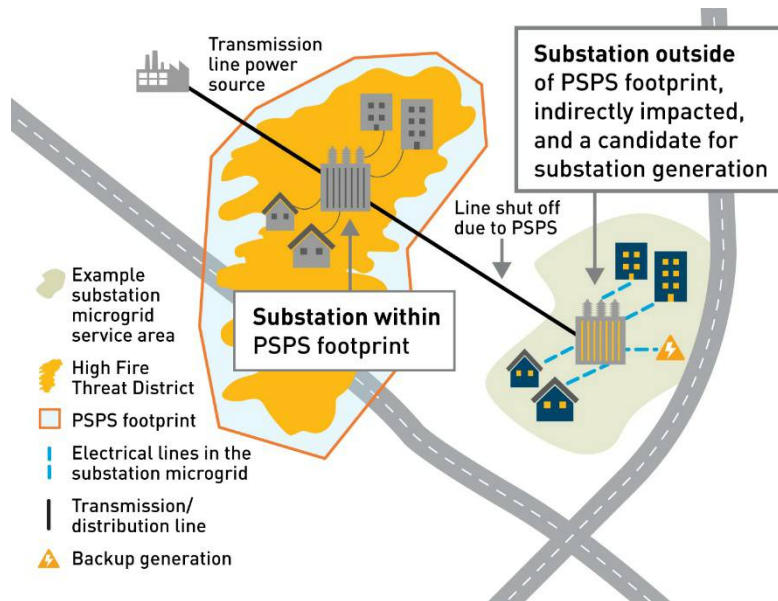 Transmission
line power
source
Substation outside
of PSPS footprint,
indirectly impacted,
and a candidate for
substation generation
Line shut off
due to PSPS
Substation within
PSPS footprint
Example
substation
microgrid
service area
High Fire
Threat District
PSPS footprint
Electrical lines in the
substation microgrid
Transmission/
distribution line
Backup generation